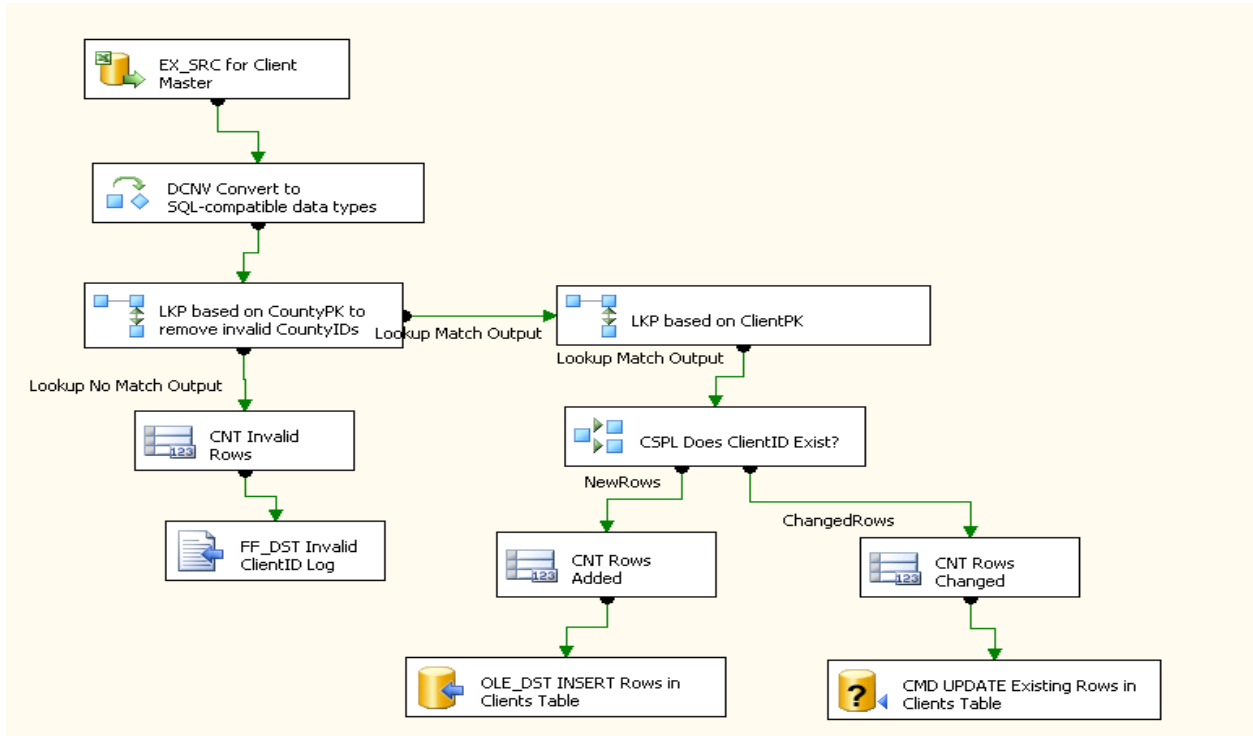 EX_SRC for Client
Master
DCNV Convert to
SQL-compatible data types
LKP based on CountyPK to
remove invalid CountyIDs
Lookup Match Output
LKP based on ClientPK
Lookup Match Output
Lookup No Match Output
CNT Invalid
Rows
123
CSPL Does ClientID Exist?
NewRows
ChangedRows
FF_DST Invalid
ClientID Log
CNT Rows
Added
123
CNT Rows
Changed
123
OLE_DST INSERT Rows in
Clients Table
?
CMD UPDATE Existing Rows in
Clients Table